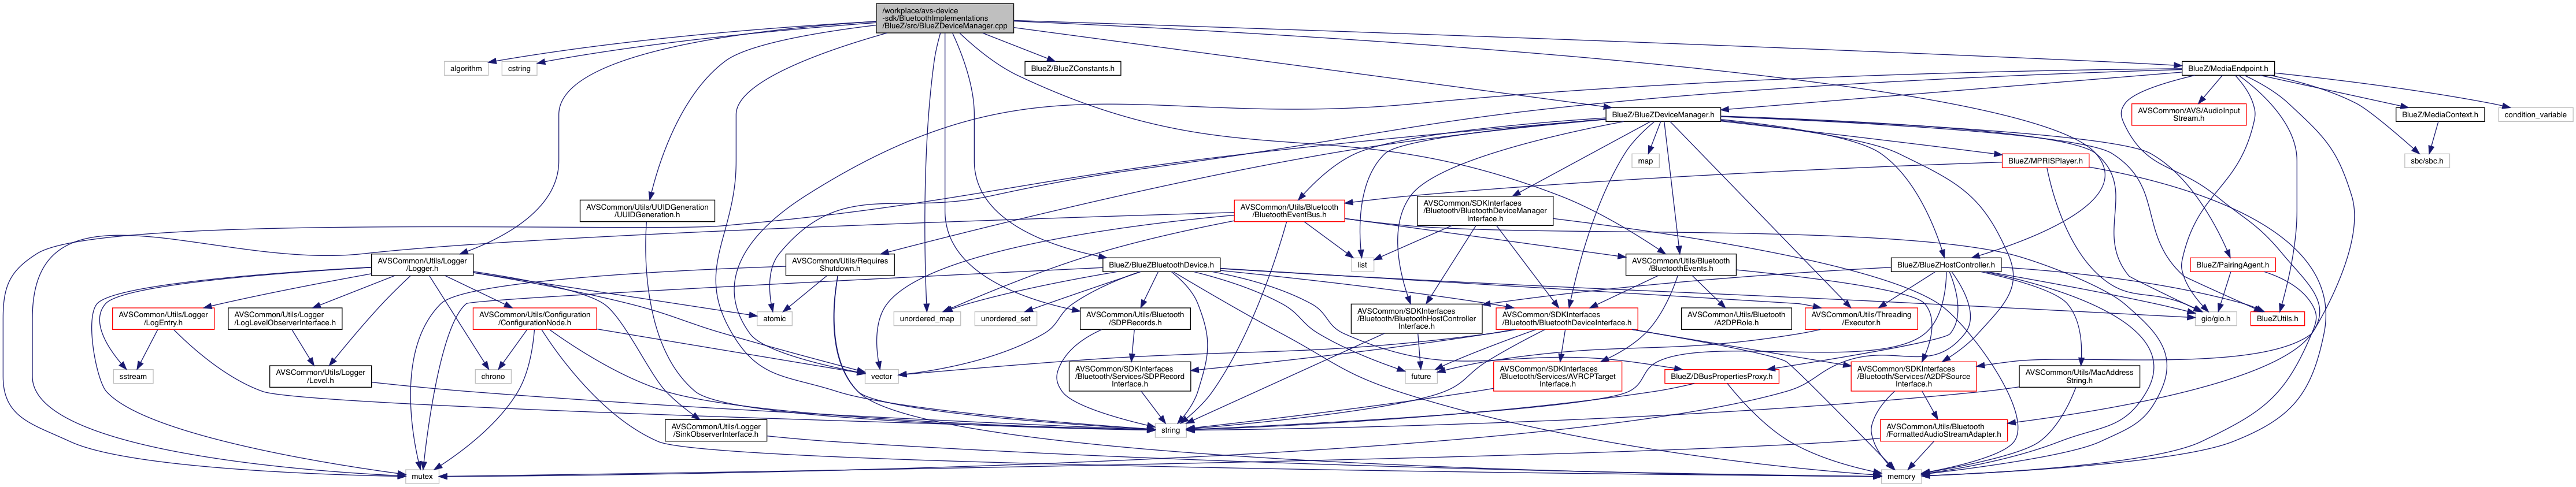 /workplace/avs-device
-sdk/BluetoothImplementations
/BlueZ/src/BlueZDeviceManager.cpp
algorithm
cstring
BlueZ/BlueZConstants.h
BlueZ/MediaEndpoint.h
BlueZ/BlueZDeviceManager.h
AVSCommon/AVS/AudioInput
Stream.h
BlueZ/MediaContext.h
condition_variable
map
BlueZ/MPRISPlayer.h
sbc/sbc.h
AVSCommon/Utils/UUIDGeneration
/UUIDGeneration.h
AVSCommon/Utils/Bluetooth
/BluetoothEventBus.h
AVSCommon/SDKInterfaces
/Bluetooth/BluetoothDeviceManager
Interface.h
AVSCommon/Utils/Logger
/Logger.h
AVSCommon/Utils/Requires
Shutdown.h
BlueZ/BlueZBluetoothDevice.h
list
AVSCommon/Utils/Bluetooth
/BluetoothEvents.h
BlueZ/BlueZHostController.h
BlueZ/PairingAgent.h
AVSCommon/Utils/Logger
/LogEntry.h
AVSCommon/Utils/Logger
/LogLevelObserverInterface.h
AVSCommon/Utils/Configuration
/ConfigurationNode.h
atomic
unordered_map
unordered_set
AVSCommon/Utils/Bluetooth
/SDPRecords.h
AVSCommon/SDKInterfaces
/Bluetooth/BluetoothHostController
Interface.h
AVSCommon/SDKInterfaces
/Bluetooth/BluetoothDeviceInterface.h
AVSCommon/Utils/Bluetooth
/A2DPRole.h
AVSCommon/Utils/Threading
/Executor.h
gio/gio.h
BlueZUtils.h
sstream
AVSCommon/Utils/Logger
/Level.h
chrono
vector
AVSCommon/SDKInterfaces
/Bluetooth/Services/SDPRecord
Interface.h
future
AVSCommon/SDKInterfaces
/Bluetooth/Services/AVRCPTarget
Interface.h
BlueZ/DBusPropertiesProxy.h
AVSCommon/SDKInterfaces
/Bluetooth/Services/A2DPSource
Interface.h
AVSCommon/Utils/MacAddress
String.h
AVSCommon/Utils/Logger
/SinkObserverInterface.h
string
AVSCommon/Utils/Bluetooth
/FormattedAudioStreamAdapter.h
mutex
memory